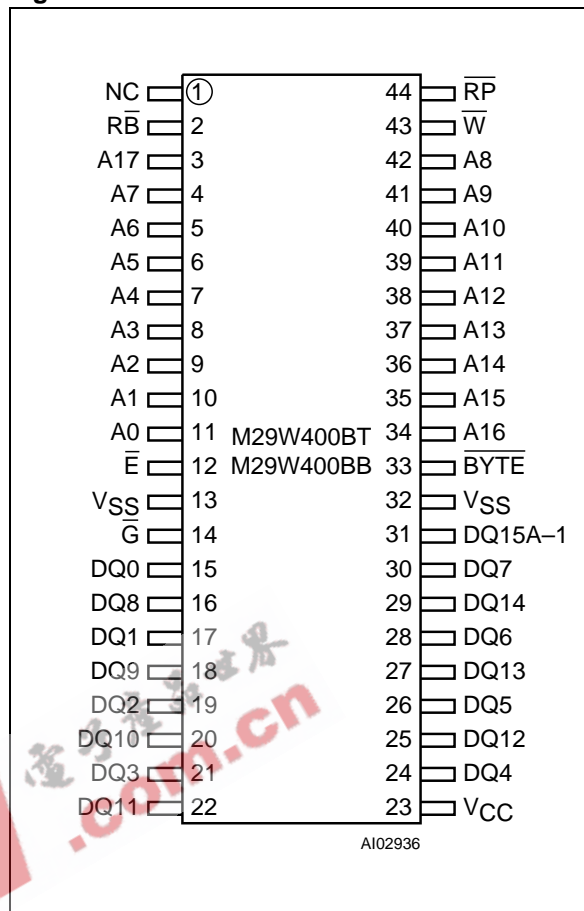 NC 1 44 R̅P̅
RB̅ 2 43 W̅
A17 3 42 A8
A7 4 41 A9
A6 5 40 A10
A5 6 39 A11
A4 7 38 A12
A3 8 37 A13
A2 9 36 A14
A1 10 35 A15
A0 11 M29W400BT 34 A16
E̅ 12 M29W400BB 33 B̅Y̅T̅E̅
VSS 13 32 VSS
G̅ 14 31 DQ15A–1
DQ0 15 30 DQ7
DQ8 16 29 DQ14
DQ1 17 28 DQ6
DQ9 18 27 DQ13
DQ2 19 26 DQ5
DQ10 20 25 DQ12
DQ3 21 24 DQ4
DQ11 22 23 VCC
AI02936
.com.cn